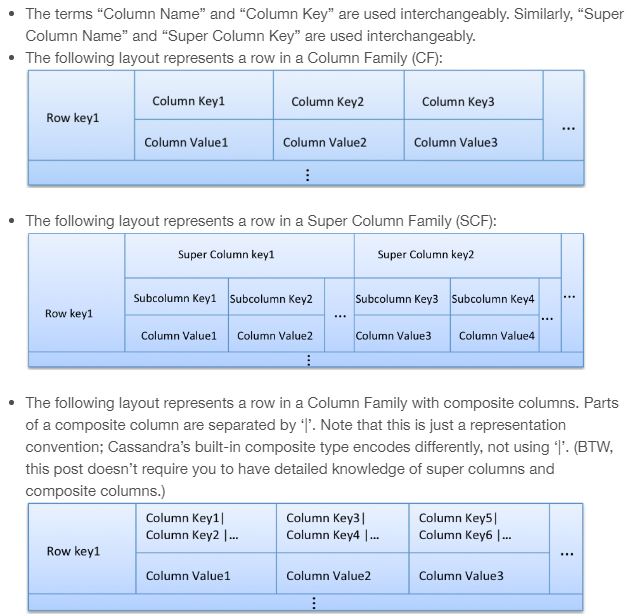 • The terms “Column Name” and “Column Key” are used interchangeably. Similarly, “Super
Column Name” and “Super Column Key” are used interchangeably.
• The following layout represents a row in a Column Family (CF):
Row key1
Column Key1 Column Key2 Column Key3
Column Value1 Column Value2 Column Value3
...
⋮
• The following layout represents a row in a Super Column Family (SCF):
Row key1
Super Column key1 Super Column key2
Subcolumn Key1 Subcolumn Key2 ... Subcolumn Key3 Subcolumn Key4 ... ...
Column Value1 Column Value2 Column Value3 Column Value4
⋮
• The following layout represents a row in a Column Family with composite columns. Parts
of a composite column are separated by ‘|’. Note that this is just a representation
convention; Cassandra’s built-in composite type encodes differently, not using ‘|’. (BTW,
this post doesn’t require you to have detailed knowledge of super columns and
composite columns.)
Row key1
Column Key1| Column Key3| Column Key5|
Column Key2 |... Column Key4 |... Column Key6 |...
Column Value1 Column Value2 Column Value3
...
⋮